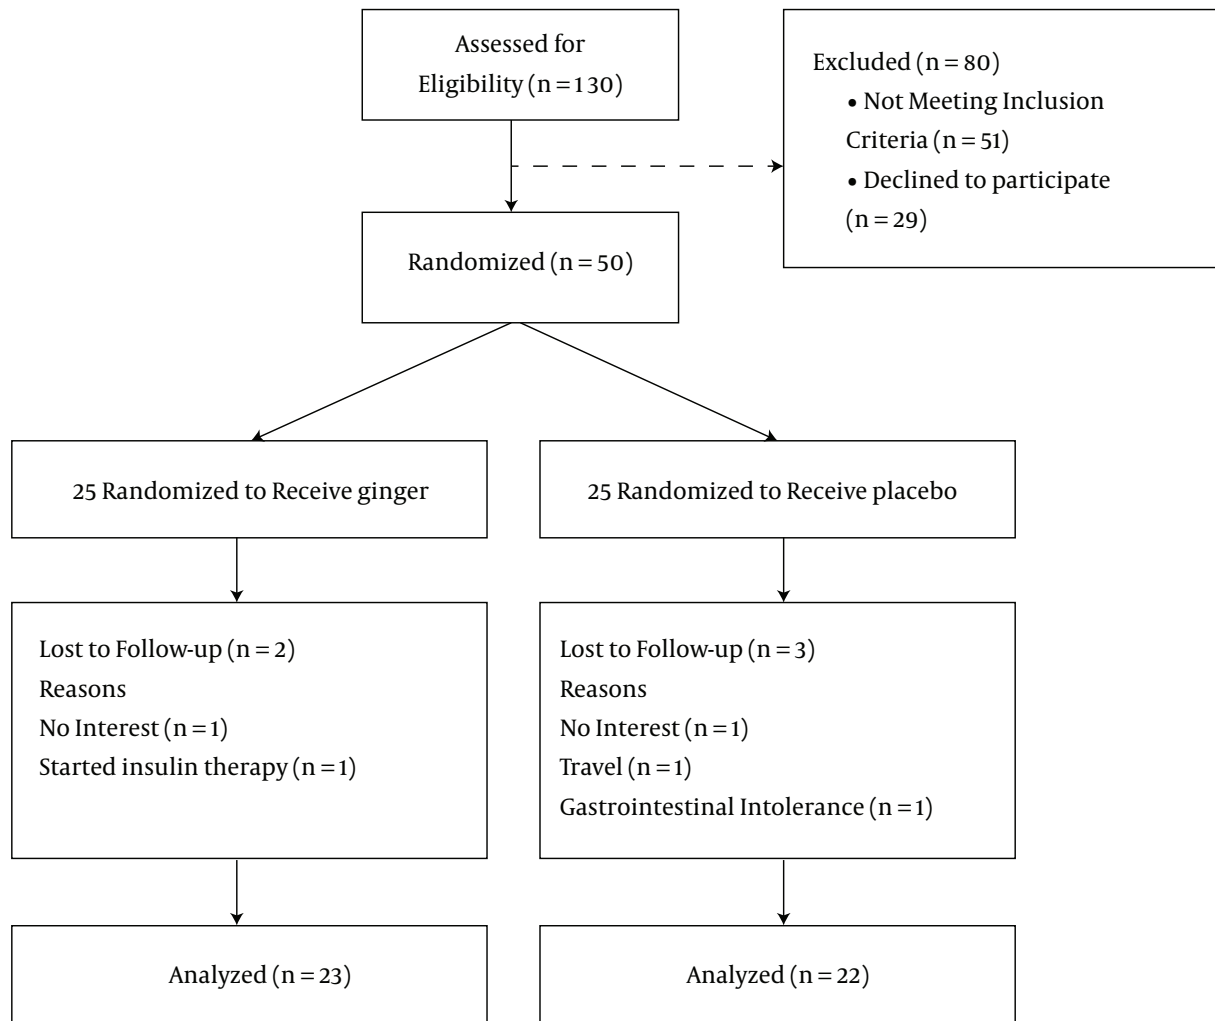 Assessed for
Eligibility (n = 130)
Excluded (n = 80)
• Not Meeting Inclusion
Criteria (n = 51)
• Declined to participate
(n = 29)
Randomized (n = 50)
25 Randomized to Receive ginger
25 Randomized to Receive placebo
Lost to Follow-up (n = 2)
Reasons
No Interest (n = 1)
Started insulin therapy (n = 1)
Lost to Follow-up (n = 3)
Reasons
No Interest (n = 1)
Travel (n = 1)
Gastrointestinal Intolerance (n = 1)
Analyzed (n = 23)
Analyzed (n = 22)